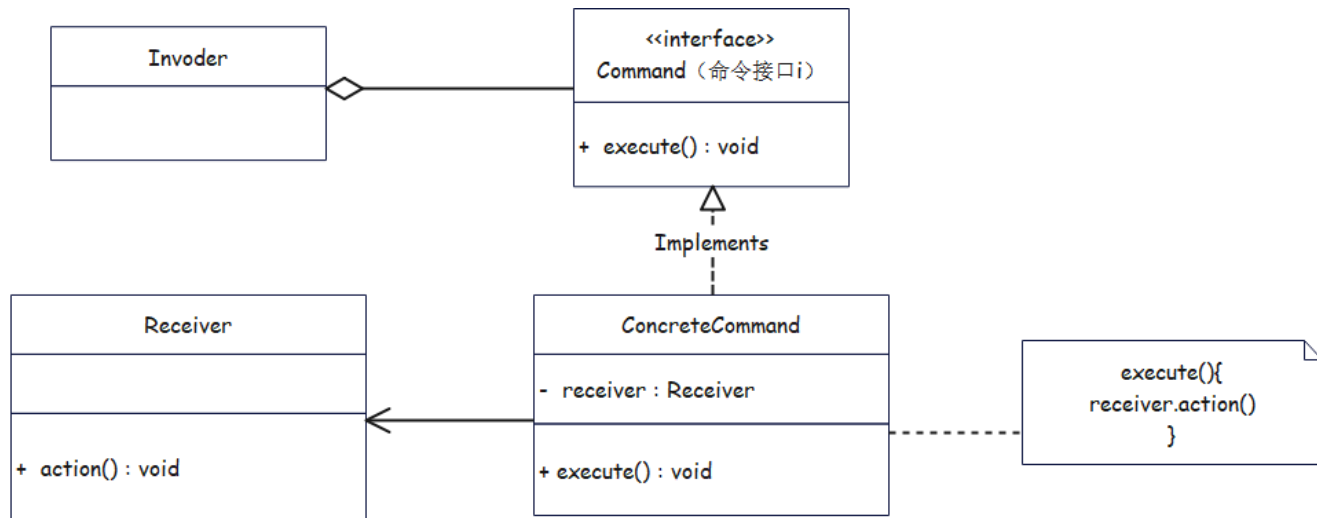 Invoder
<<interface>>
Command（命令接口i）
+ execute() : void
Implements
Receiver
+ action() : void
ConcreteCommand
- receiver : Receiver
+ execute() : void
execute(){
receiver.action()
}